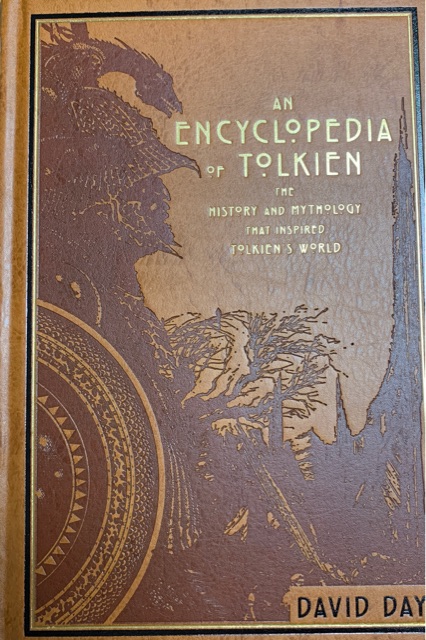 AN
ENCYCLOPEDIA
OF TOLKIEN
THE
HISTORY AND MYTHOLOGY
THAT INSPIRED
TOLKIEN'S WORLD
DAVID DAY